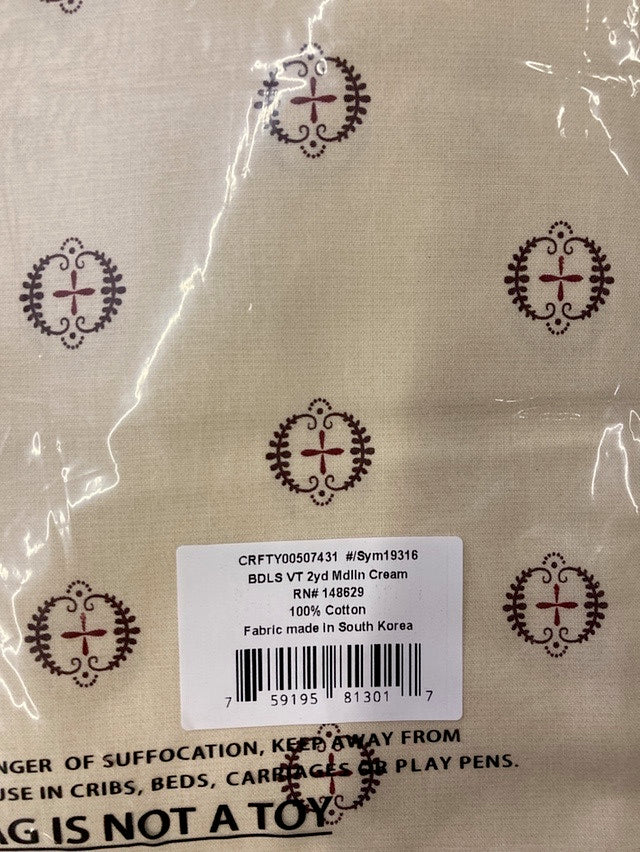 CRFTY00507431 #/Sym19316
BDLS VT 2yd Mdlln Cream
RN# 148629
100% Cotton
Fabric made in South Korea
7 59195 81301 7
NGER OF SUFFOCATION, KEEP AWAY FROM
USE IN CRIBS, BEDS, CARRIAGES OR PLAY PENS.
AG IS NOT A TOY